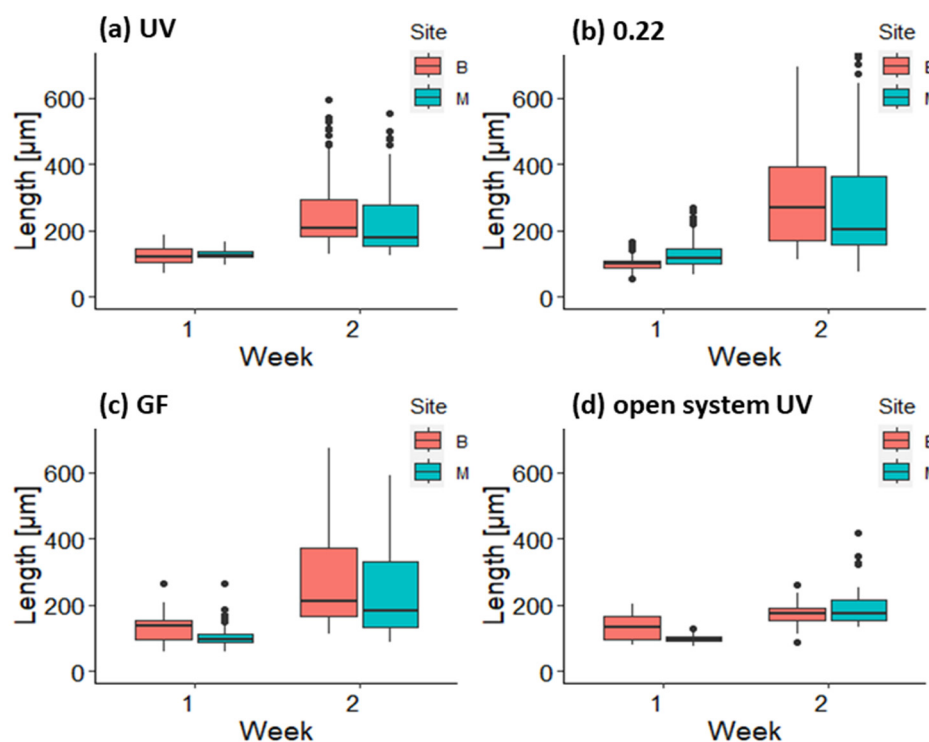 (a) UV
Site
B
M
Length [µm]
600
400
200
0
1
2
Week
(b) 0.22
Site
B
M
Length [µm]
600
400
200
0
1
2
Week
(c) GF
Site
B
M
Length [µm]
600
400
200
0
1
2
Week
(d) open system UV
Site
B
M
Length [µm]
600
400
200
0
1
2
Week